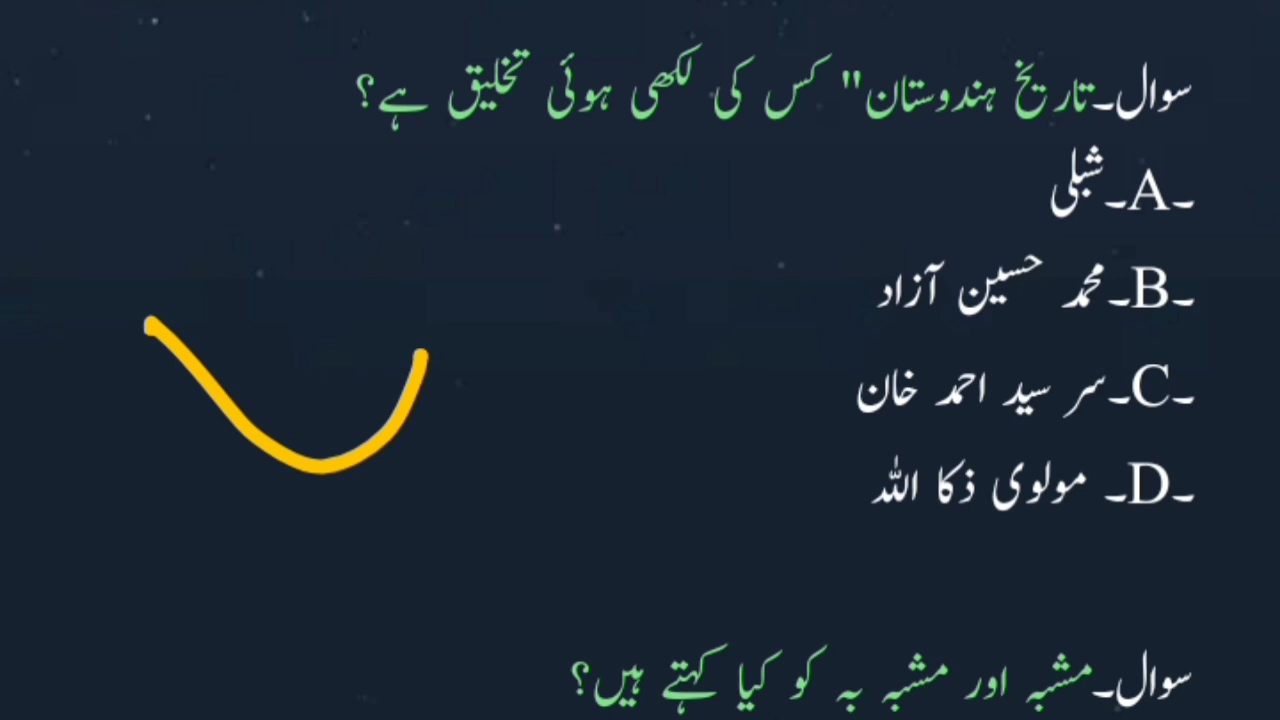 سوال۔تاریخ ہندوستان" کس کی لکھی ہوئی تخلیق ہے؟
۔A۔شبلی
۔B۔محمد حسین آزاد
۔C۔سر سید احمد خان
۔D۔ مولوی ذکا اللہ
سوال۔مشبہ اور مشبہ بہ کو کیا کہتے ہیں؟